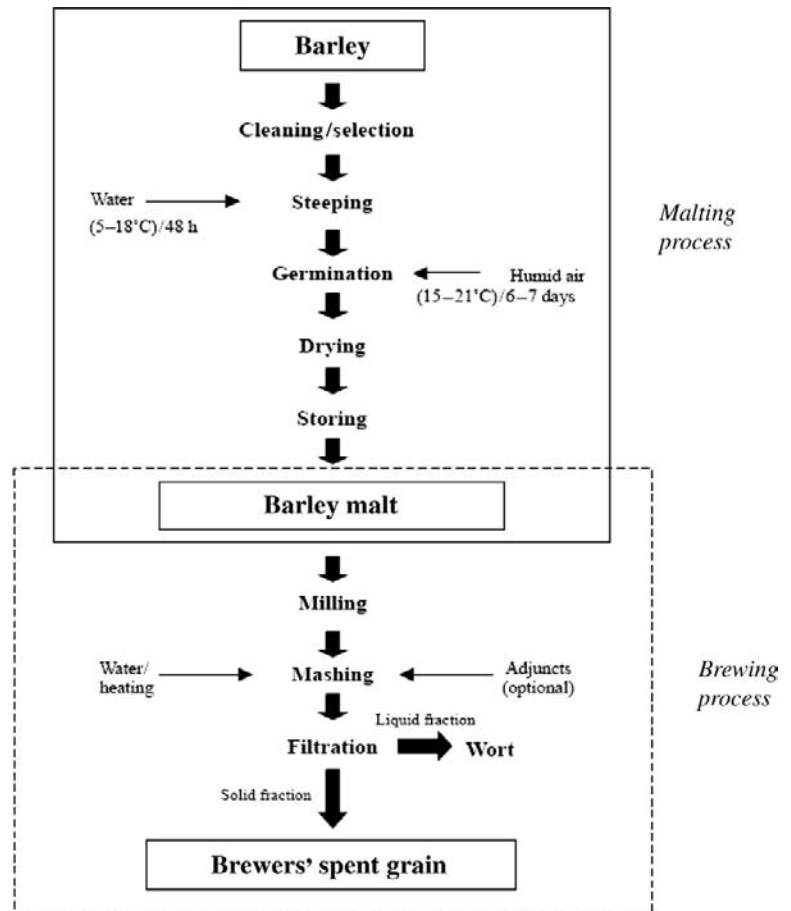 Barley
Cleaning/selection
Water
(5–18°C)/48 h
Steeping
Malting
process
Germination
Humid air
(15–21°C)/6–7 days
Drying
Storing
Barley malt
Milling
Water/
heating
Mashing
Adjuncts
(optional)
Brewing
process
Liquid fraction
Filtration
Wort
Solid fraction
Brewers' spent grain